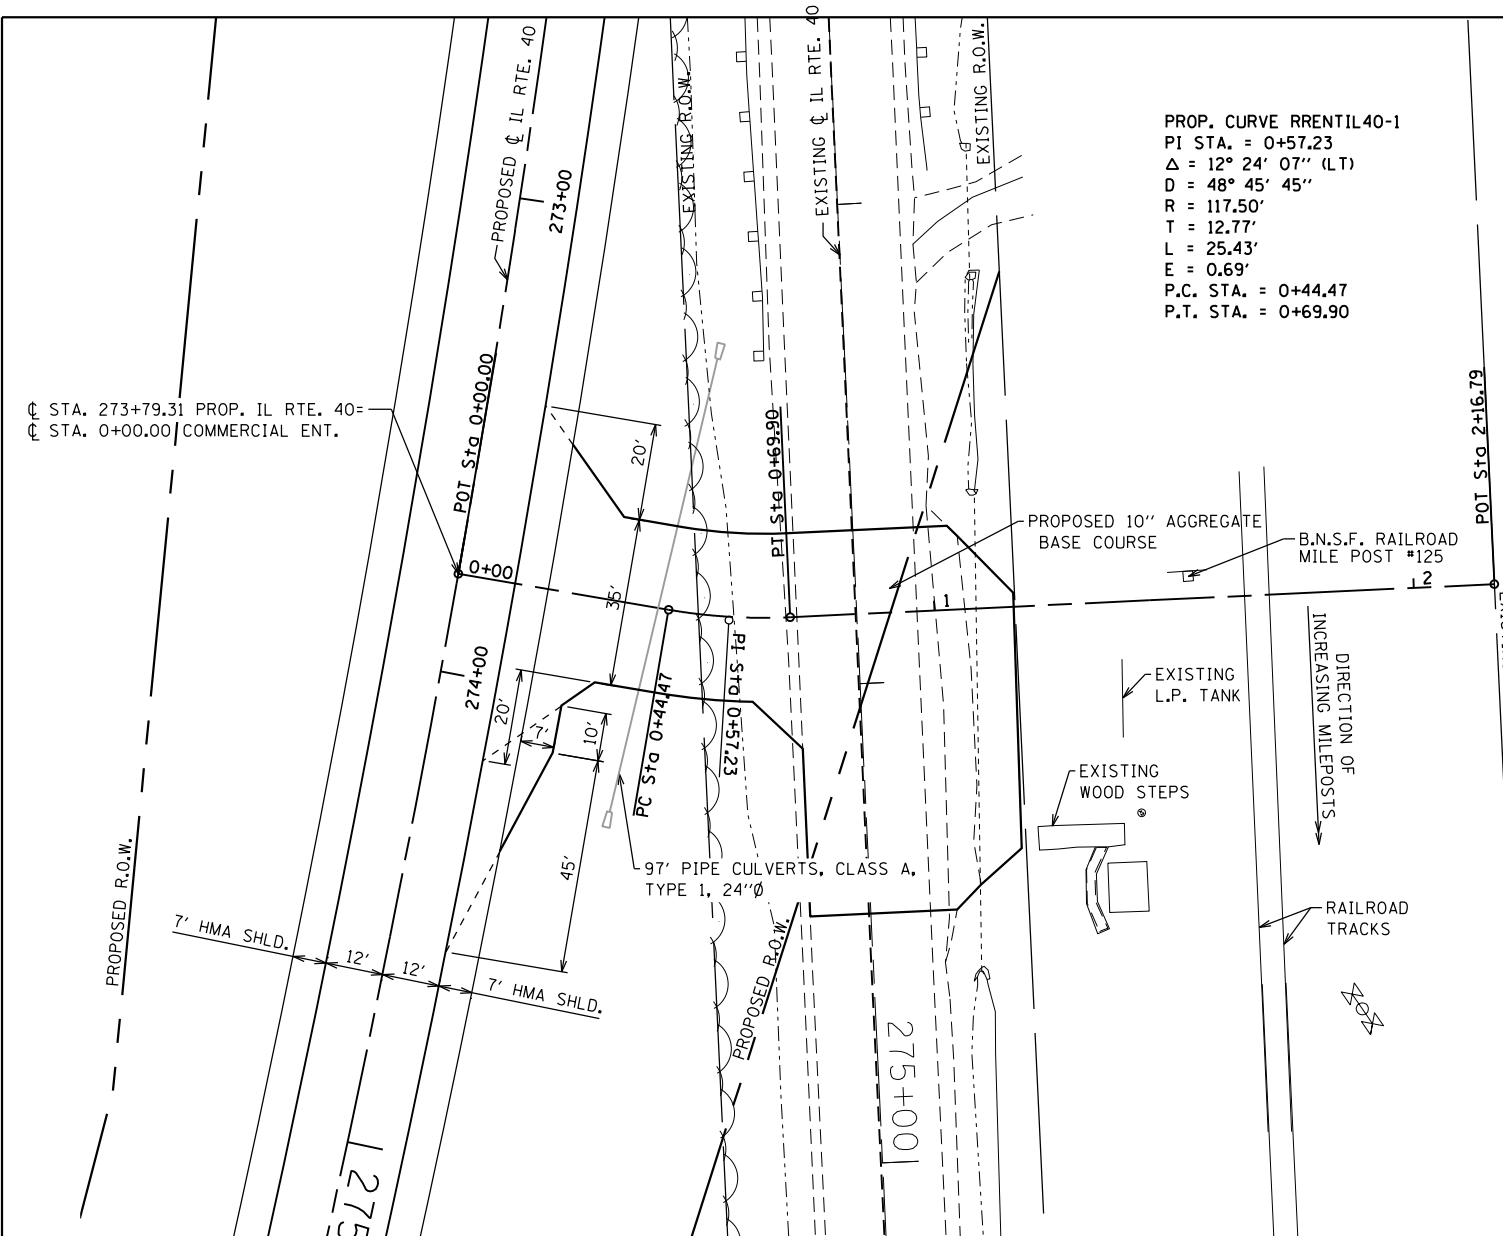 PROPOSED ℄ IL RTE. 40
273+00
EXISTING R.O.W.
EXISTING ℄ IL RTE. 40
EXISTING R.O.W.
PROP. CURVE RRENTIL40-1
PI STA. = 0+57.23
Δ = 12° 24' 07'' (LT)
D = 48° 45' 45''
R = 117.50'
T = 12.77'
L = 25.43'
E = 0.69'
P.C. STA. = 0+44.47
P.T. STA. = 0+69.90
℄ STA. 273+79.31 PROP. IL RTE. 40=
℄ STA. 0+00.00 COMMERCIAL ENT.
POT Sta 0+00.00
20'
PT Sta 0+69.90
POT Sta 2+16.79
PROPOSED 10'' AGGREGATE
BASE COURSE
B.N.S.F. RAILROAD
MILE POST #125
0+00
35'
1
2
274+00
20'
7'
10'
45'
PC Sta 0+44.47
PI Sta 0+57.23
EXISTING
L.P. TANK
DIRECTION OF
INCREASING MILEPOSTS
EXISTING
WOOD STEPS
97' PIPE CULVERTS, CLASS A,
TYPE 1, 24''Ø
PROPOSED R.O.W.
PROPOSED R.O.W.
RAILROAD
TRACKS
7' HMA SHLD.
12'
12'
7' HMA SHLD.
275+00
275